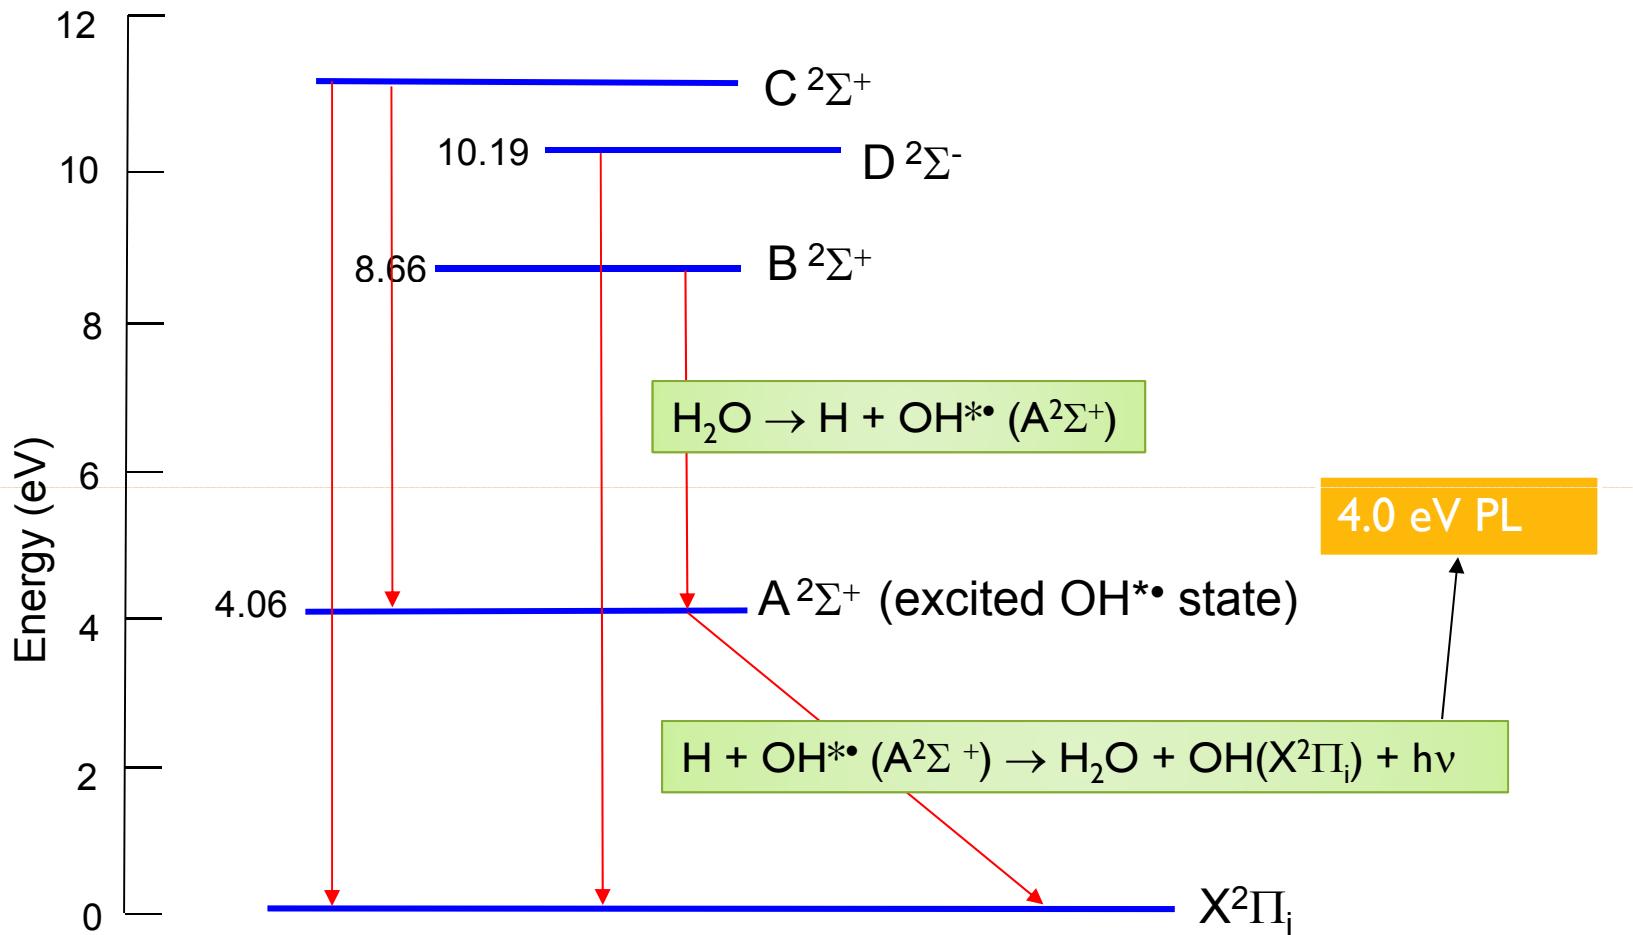 12
C ²Σ⁺
10.19
D ²Σ⁻
10
B ²Σ⁺
8.66
8
H₂O → H + OH*• (A²Σ⁺)
6
4.0 eV PL
Energy (eV)
4.06
A ²Σ⁺ (excited OH*• state)
4
H + OH*• (A²Σ ⁺) → H₂O + OH(X²Πᵢ) + hν
2
0
X²Πᵢ